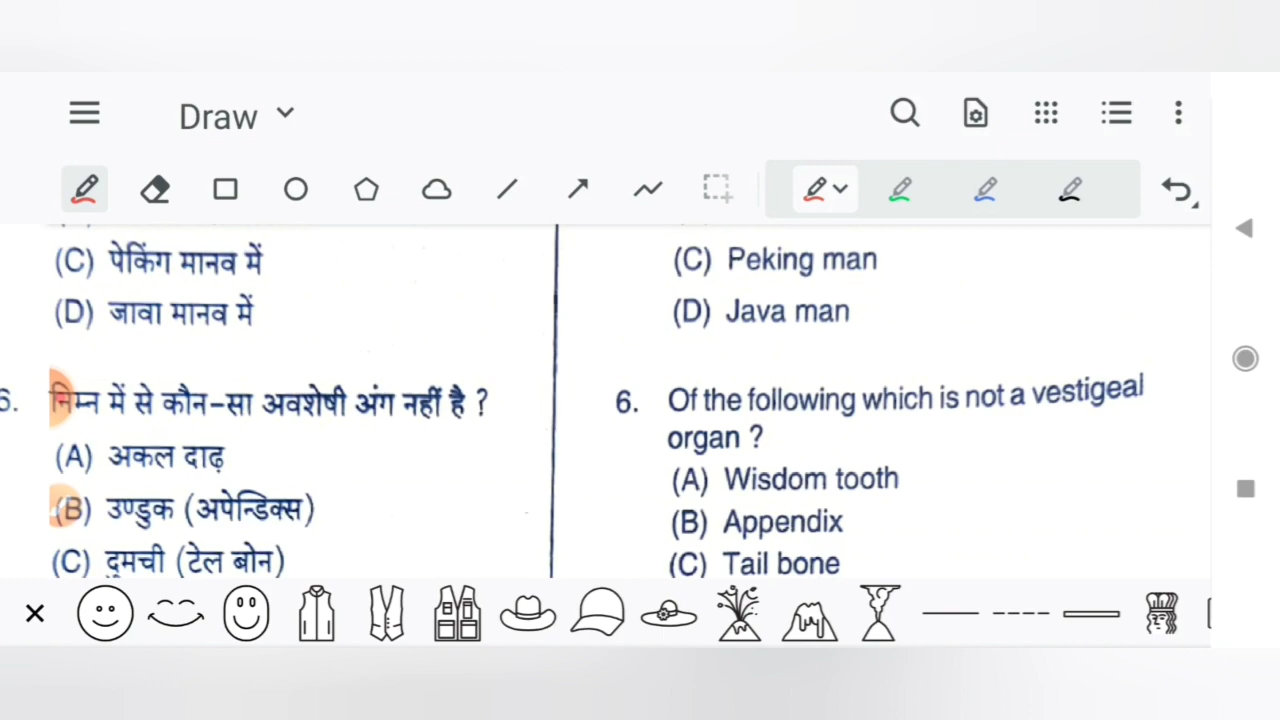 Draw
(C) पेकिंग मानव में
(D) जावा मानव में
6. निम्न में से कौन-सा अवशेषी अंग नहीं है ?
(A) अकल दाढ़
(B) उण्डुक (अपेन्डिक्स)
(C) दुमची (टेल बोन)
(C) Peking man
(D) Java man
6. Of the following which is not a vestigeal
organ ?
(A) Wisdom tooth
(B) Appendix
(C) Tail bone